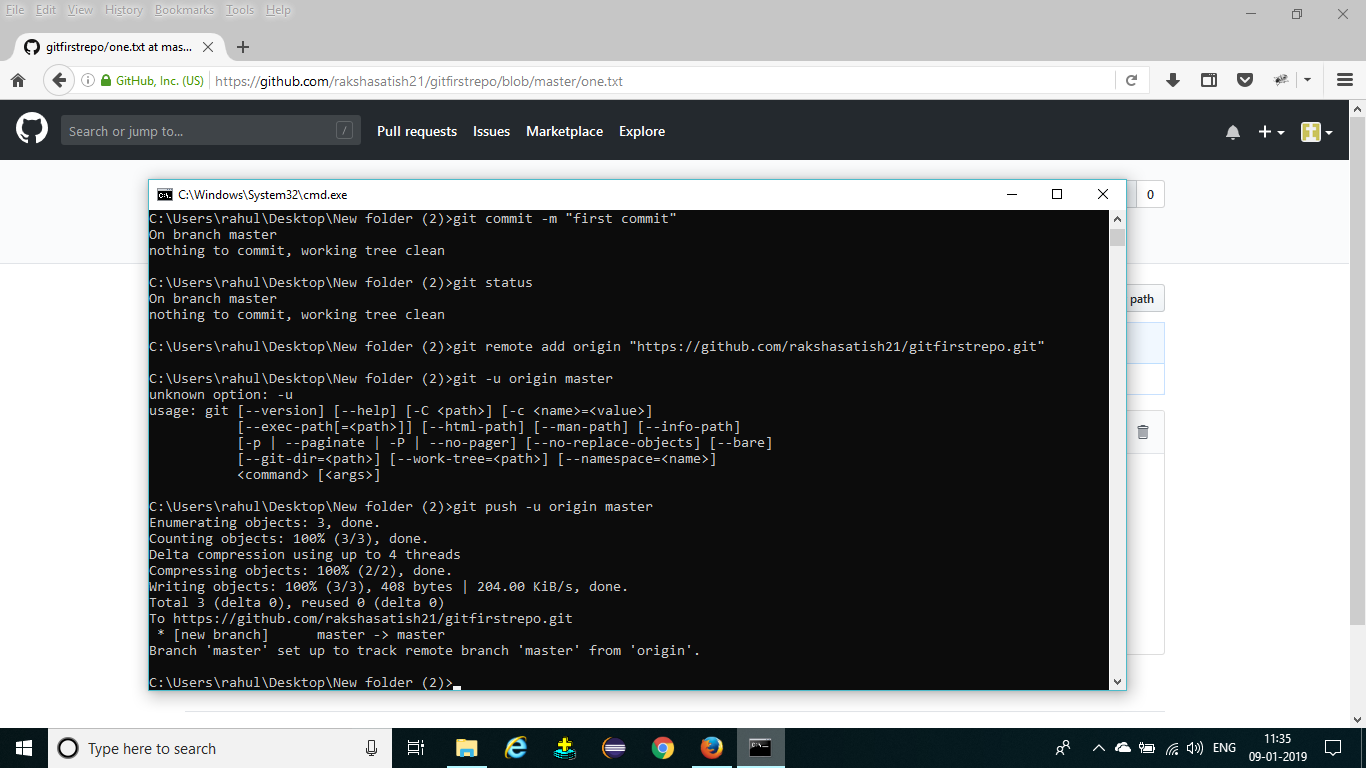 File Edit View History Bookmarks Tools Help
gitfirstrepo/one.txt at mas...
GitHub, Inc. (US) https://github.com/rakshasatish21/gitfirstrepo/blob/master/one.txt
Search or jump to... / Pull requests Issues Marketplace Explore
0
path
C:\Windows\System32\cmd.exe
C:\Users\rahul\Desktop\New folder (2)>git commit -m "first commit"
On branch master
nothing to commit, working tree clean
C:\Users\rahul\Desktop\New folder (2)>git status
On branch master
nothing to commit, working tree clean
C:\Users\rahul\Desktop\New folder (2)>git remote add origin "https://github.com/rakshasatish21/gitfirstrepo.git"
C:\Users\rahul\Desktop\New folder (2)>git -u origin master
unknown option: -u
usage: git [--version] [--help] [-C <path>] [-c <name>=<value>]
[--exec-path[=<path>]] [--html-path] [--man-path] [--info-path]
[-p | --paginate | -P | --no-pager] [--no-replace-objects] [--bare]
[--git-dir=<path>] [--work-tree=<path>] [--namespace=<name>]
<command> [<args>]
C:\Users\rahul\Desktop\New folder (2)>git push -u origin master
Enumerating objects: 3, done.
Counting objects: 100% (3/3), done.
Delta compression using up to 4 threads
Compressing objects: 100% (2/2), done.
Writing objects: 100% (3/3), 408 bytes | 204.00 KiB/s, done.
Total 3 (delta 0), reused 0 (delta 0)
To https://github.com/rakshasatish21/gitfirstrepo.git
* [new branch] master -> master
Branch 'master' set up to track remote branch 'master' from 'origin'.
C:\Users\rahul\Desktop\New folder (2)>
Type here to search
ENG
11:35
09-01-2019